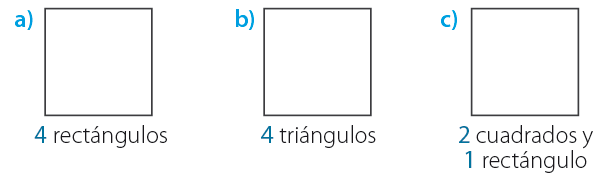 a)
4 rectángulos
b)
4 triángulos
c)
2 cuadrados y
1 rectángulo